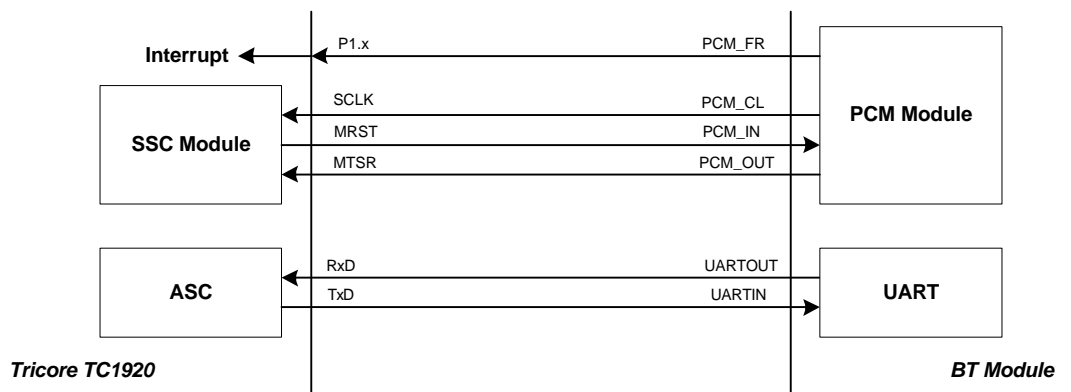 P1.x PCM_FR
Interrupt
SCLK PCM_CL
PCM Module
MRST PCM_IN
SSC Module
MTSR PCM_OUT
RxD UARTOUT
ASC UART
TxD UARTIN
Tricore TC1920 BT Module